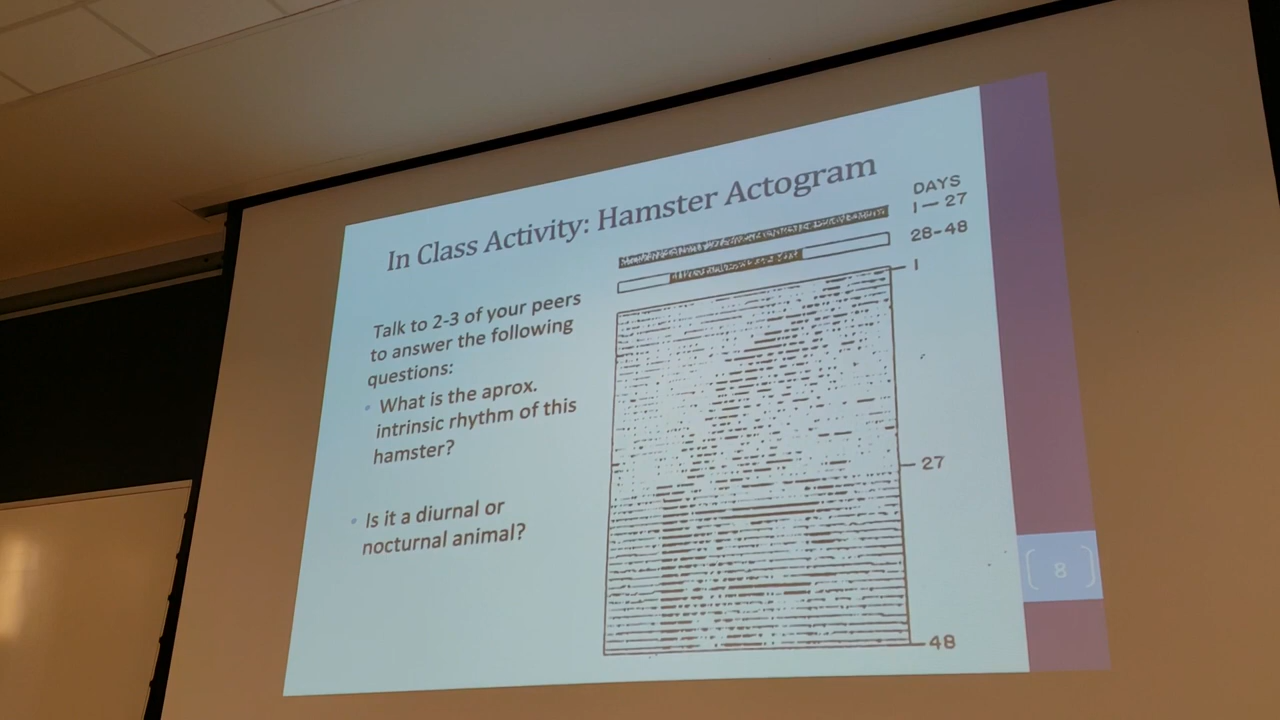 In Class Activity: Hamster Actogram
Talk to 2-3 of your peers
to answer the following
questions:
• What is the aprox.
intrinsic rhythm of this
hamster?
• Is it a diurnal or
nocturnal animal?
DAYS
1—27
28-48
1
27
48
8